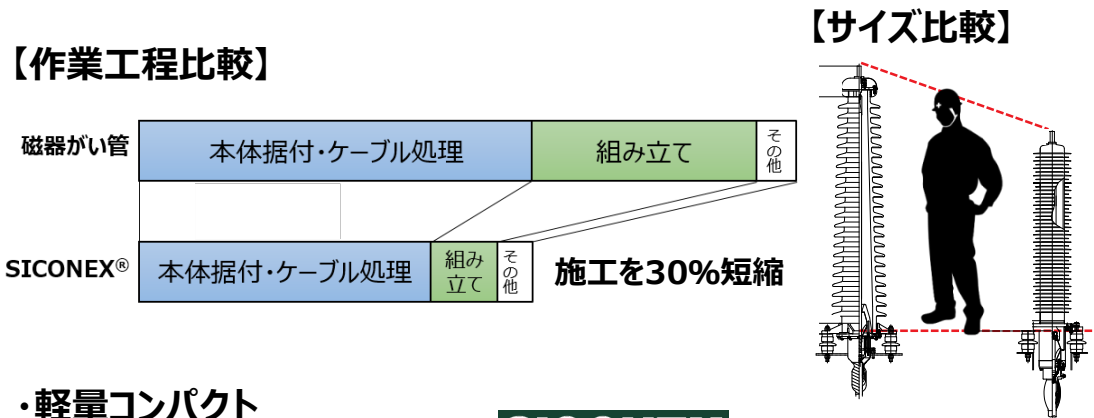 【サイズ比較】
【作業工程比較】
磁器がい管
本体据付・ケーブル処理
組み立て
その他
SICONEX®
本体据付・ケーブル処理
組み
立て
その他
施工を30%短縮
・軽量コンパクト